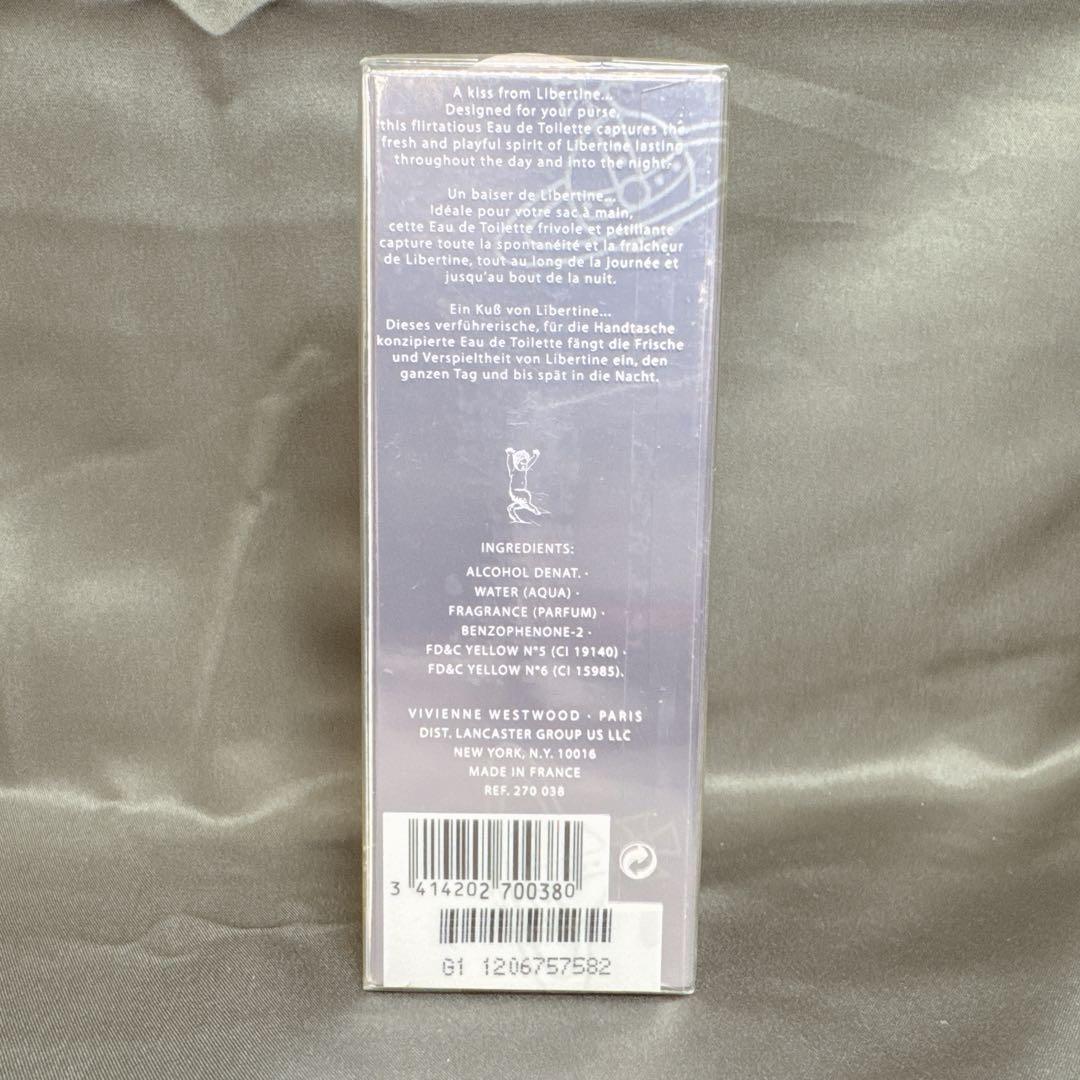 A kiss from Libertine...
Designed for your purse,
this flirtatious Eau de Toilette captures the
fresh and playful spirit of Libertine lasting
throughout the day and into the night.
Un baiser de Libertine...
Idéale pour votre sac à main,
cette Eau de Toilette frivole et pétillante
capture toute la spontanéité et la fraîcheur
de Libertine, tout au long de la journée et
jusqu'au bout de la nuit.
Ein Kuß von Libertine...
Dieses verführerische, für die Handtasche
konzipierte Eau de Toilette fängt die Frische
und Verspieltheit von Libertine ein, den
ganzen Tag und bis spät in die Nacht.
INGREDIENTS:
ALCOHOL DENAT. ·
WATER (AQUA) ·
FRAGRANCE (PARFUM) ·
BENZOPHENONE-2 ·
FD&C YELLOW N°5 (CI 19140) ·
FD&C YELLOW N°6 (CI 15985).
VIVIENNE WESTWOOD · PARIS
DIST. LANCASTER GROUP US LLC
NEW YORK, N.Y. 10016
MADE IN FRANCE
REF. 270 038
3 414202 700380
G1 1206757582